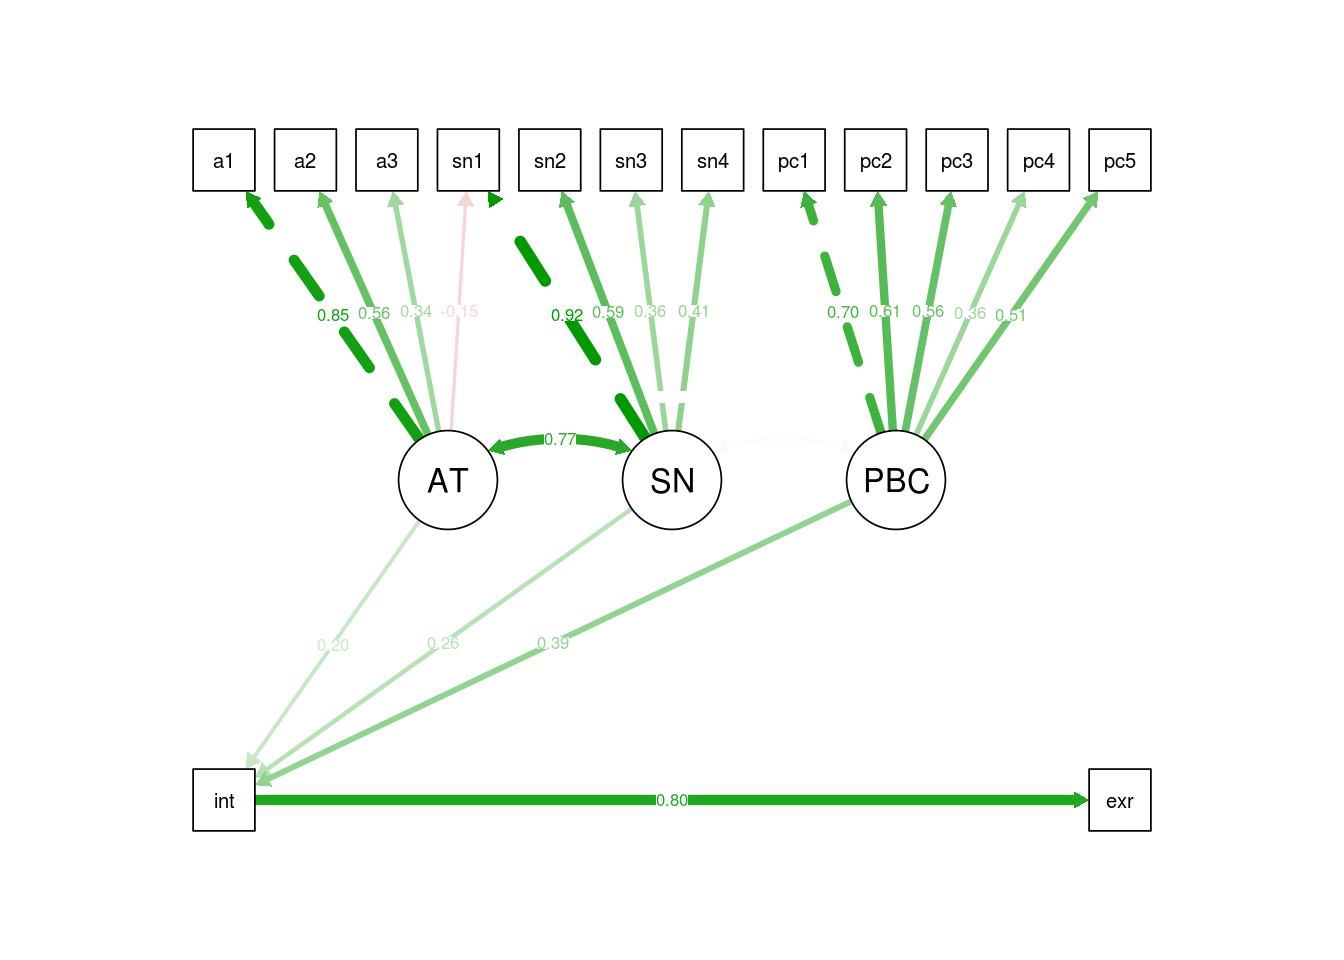 a1 a2 a3 sn1 sn2 sn3 sn4 pc1 pc2 pc3 pc4 pc5
0.85 0.56 0.34 -0.15 0.92 0.59 0.36 0.41 0.70 0.61 0.56 0.36 0.51
0.77
AT SN PBC
0.20 0.26 0.39
int 0.80 exr